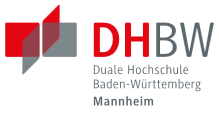 DHBW
Duale Hochschule
Baden-Württemberg
Mannheim